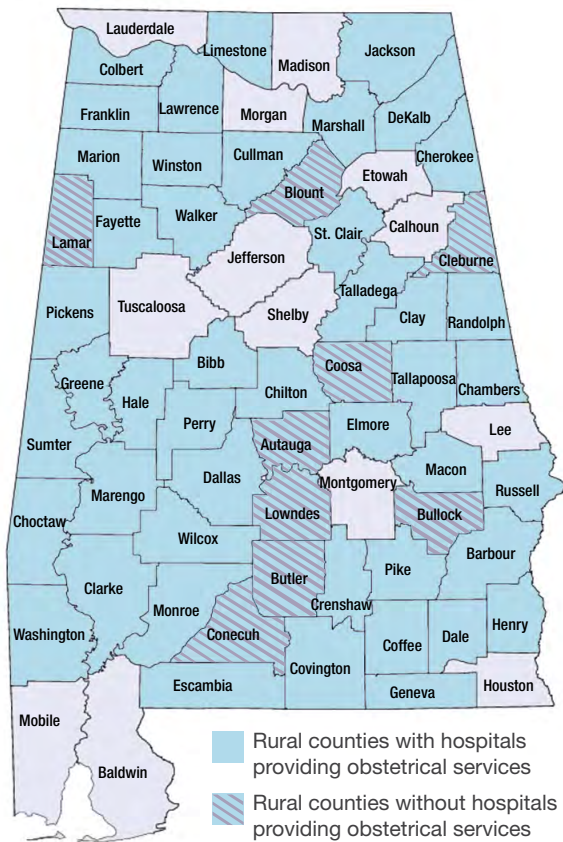 Lauderdale
Limestone
Madison
Jackson
Colbert
Franklin
Lawrence
Morgan
Marshall
DeKalb
Cherokee
Marion
Winston
Cullman
Blount
Etowah
Lamar
Fayette
Walker
St. Clair
Calhoun
Cleburne
Jefferson
Talladega
Pickens
Tuscaloosa
Shelby
Clay
Randolph
Bibb
Coosa
Tallapoosa
Chambers
Greene
Hale
Chilton
Perry
Autauga
Elmore
Lee
Sumter
Dallas
Macon
Russell
Marengo
Montgomery
Choctaw
Lowndes
Bullock
Wilcox
Barbour
Clarke
Butler
Pike
Monroe
Crenshaw
Washington
Conecuh
Coffee
Dale
Henry
Covington
Escambia
Geneva
Houston
Mobile
Baldwin
Rural counties with hospitals
providing obstetrical services
Rural counties without hospitals
providing obstetrical services